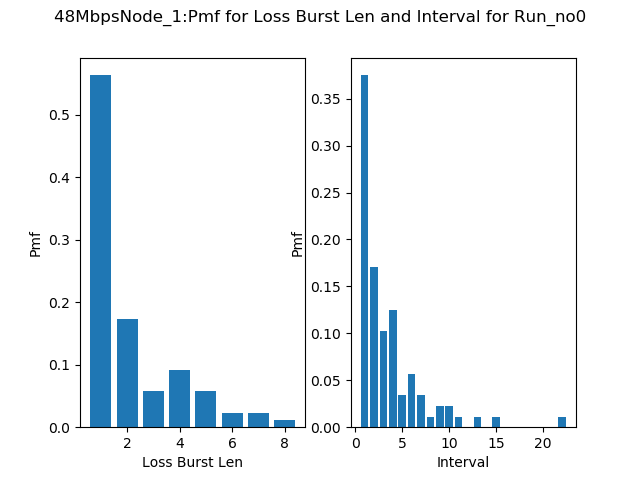 48MbpsNode_1:Pmf for Loss Burst Len and Interval for Run_no0
Pmf
0.5
0.4
0.3
0.2
0.1
0.0
2 4 6 8
Loss Burst Len
Pmf
0.35
0.30
0.25
0.20
0.15
0.10
0.05
0.00
0 5 10 15 20
Interval